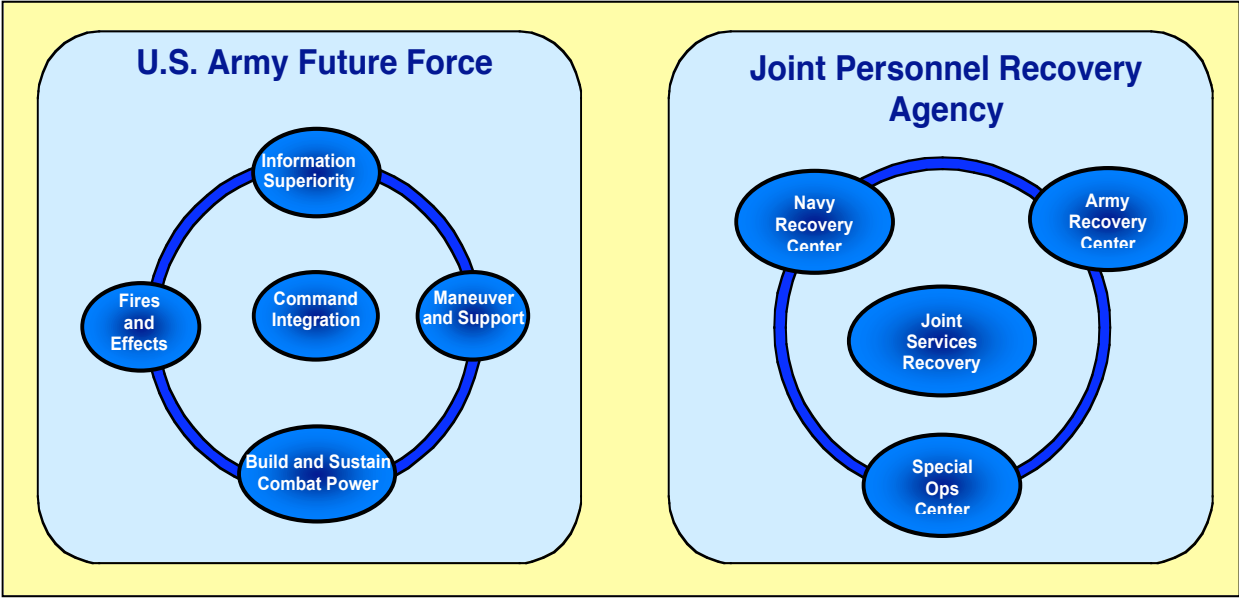 U.S. Army Future Force
Information
Superiority
Fires
and
Effects
Command
Integration
Maneuver
and Support
Build and Sustain
Combat Power
Joint Personnel Recovery
Agency
Navy
Recovery
Center
Army
Recovery
Center
Joint
Services
Recovery
Special
Ops
Center